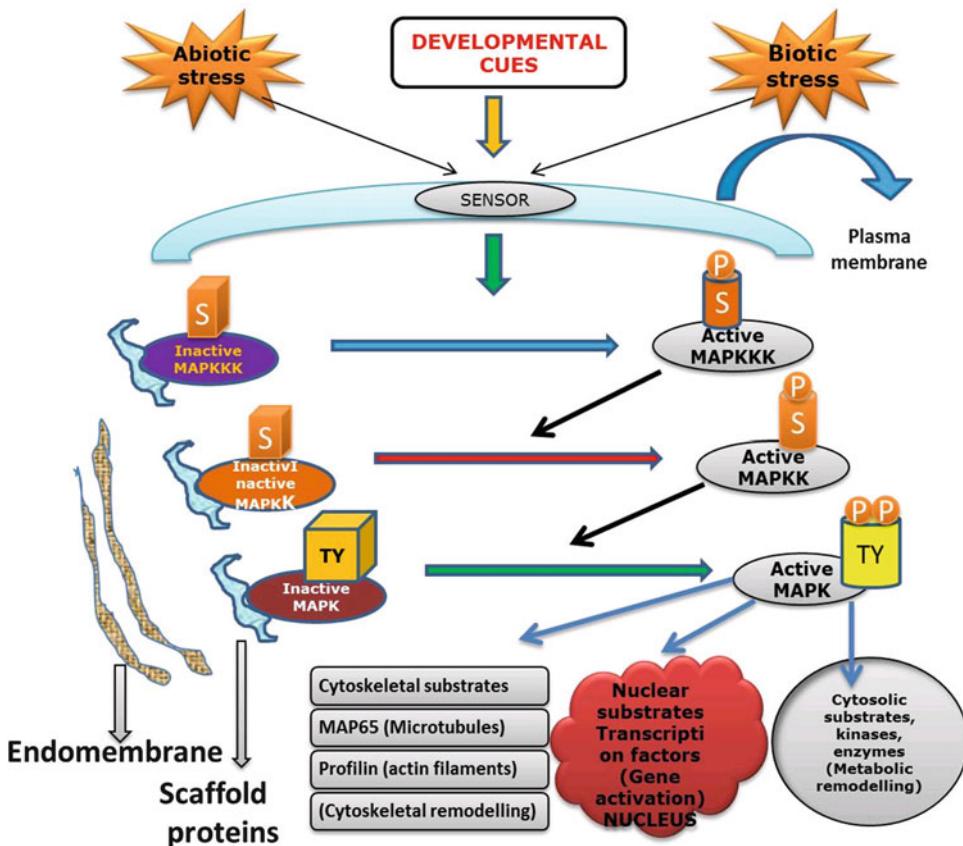 Abiotic
stress
DEVELOPMENTAL
CUES
Biotic
stress
SENSOR
Plasma
membrane
S
Inactive
MAPKKK
P
S
Active
MAPKKK
S
InactivI
nactive
MAPKK
P
S
Active
MAPKK
TY
Inactive
MAPK
P P
TY
Active
MAPK
Endomembrane
Scaffold
proteins
Cytoskeletal substrates
MAP65 (Microtubules)
Profilin (actin filaments)
(Cytoskeletal remodelling)
Nuclear
substrates
Transcripti
on factors
(Gene
activation)
NUCLEUS
Cytosolic
substrates,
kinases,
enzymes
(Metabolic
remodelling)